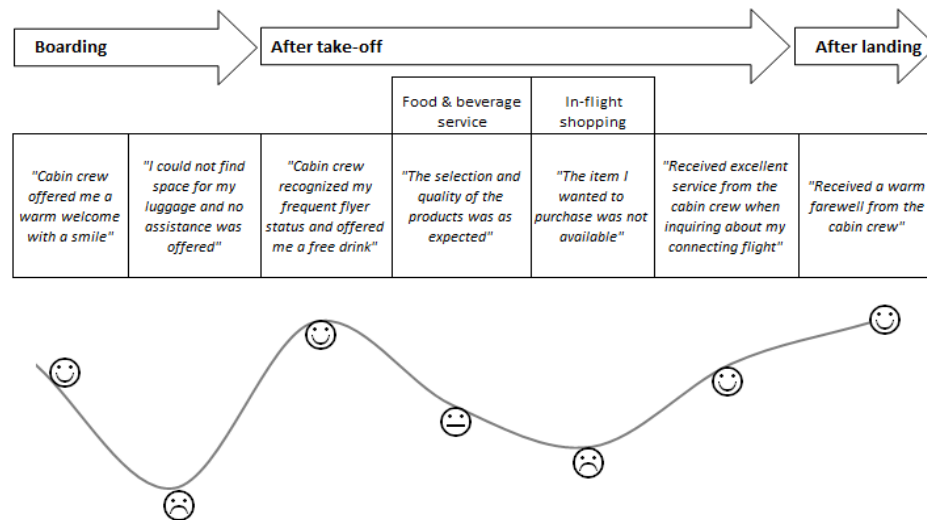 Boarding
After take-off
After landing
Food & beverage
service
In-flight
shopping
"Cabin crew
offered me a
warm welcome
with a smile"
"I could not find
space for my
luggage and no
assistance was
offered"
"Cabin crew
recognized my
frequent flyer
status and offered
me a free drink"
"The selection and
quality of the
products was as
expected"
"The item I
wanted to
purchase was not
available"
"Received excellent
service from the
cabin crew when
inquiring about my
connecting flight"
"Received a warm
farewell from the
cabin crew"